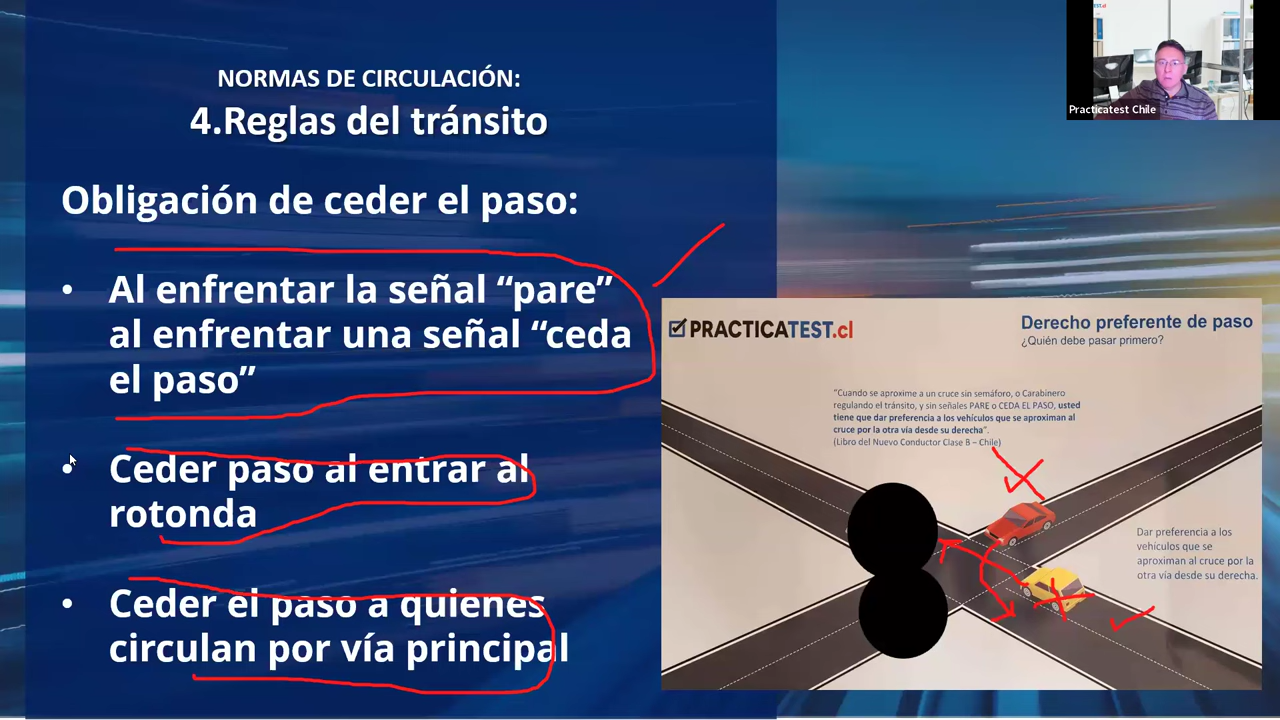 NORMAS DE CIRCULACIÓN:
4.Reglas del tránsito
Obligación de ceder el paso:
• Al enfrentar la señal “pare”
al enfrentar una señal “ceda
el paso”
• Ceder paso al entrar al
rotonda
• Ceder el paso a quienes
circulan por vía principal
Practicatest Chile
PRACTICATEST.cl
Derecho preferente de paso
¿Quién debe pasar primero?
“Cuando se aproxime a un cruce sin semáforo, o Carabinero
regulando el tránsito, y sin señales PARE o CEDA EL PASO, usted
tiene que dar preferencia a los vehículos que se aproximan al
cruce por la otra vía desde su derecha”.
(Libro del Nuevo Conductor Clase B – Chile)
Dar preferencia a los
vehículos que se
aproximan al cruce por la
otra vía desde su derecha.